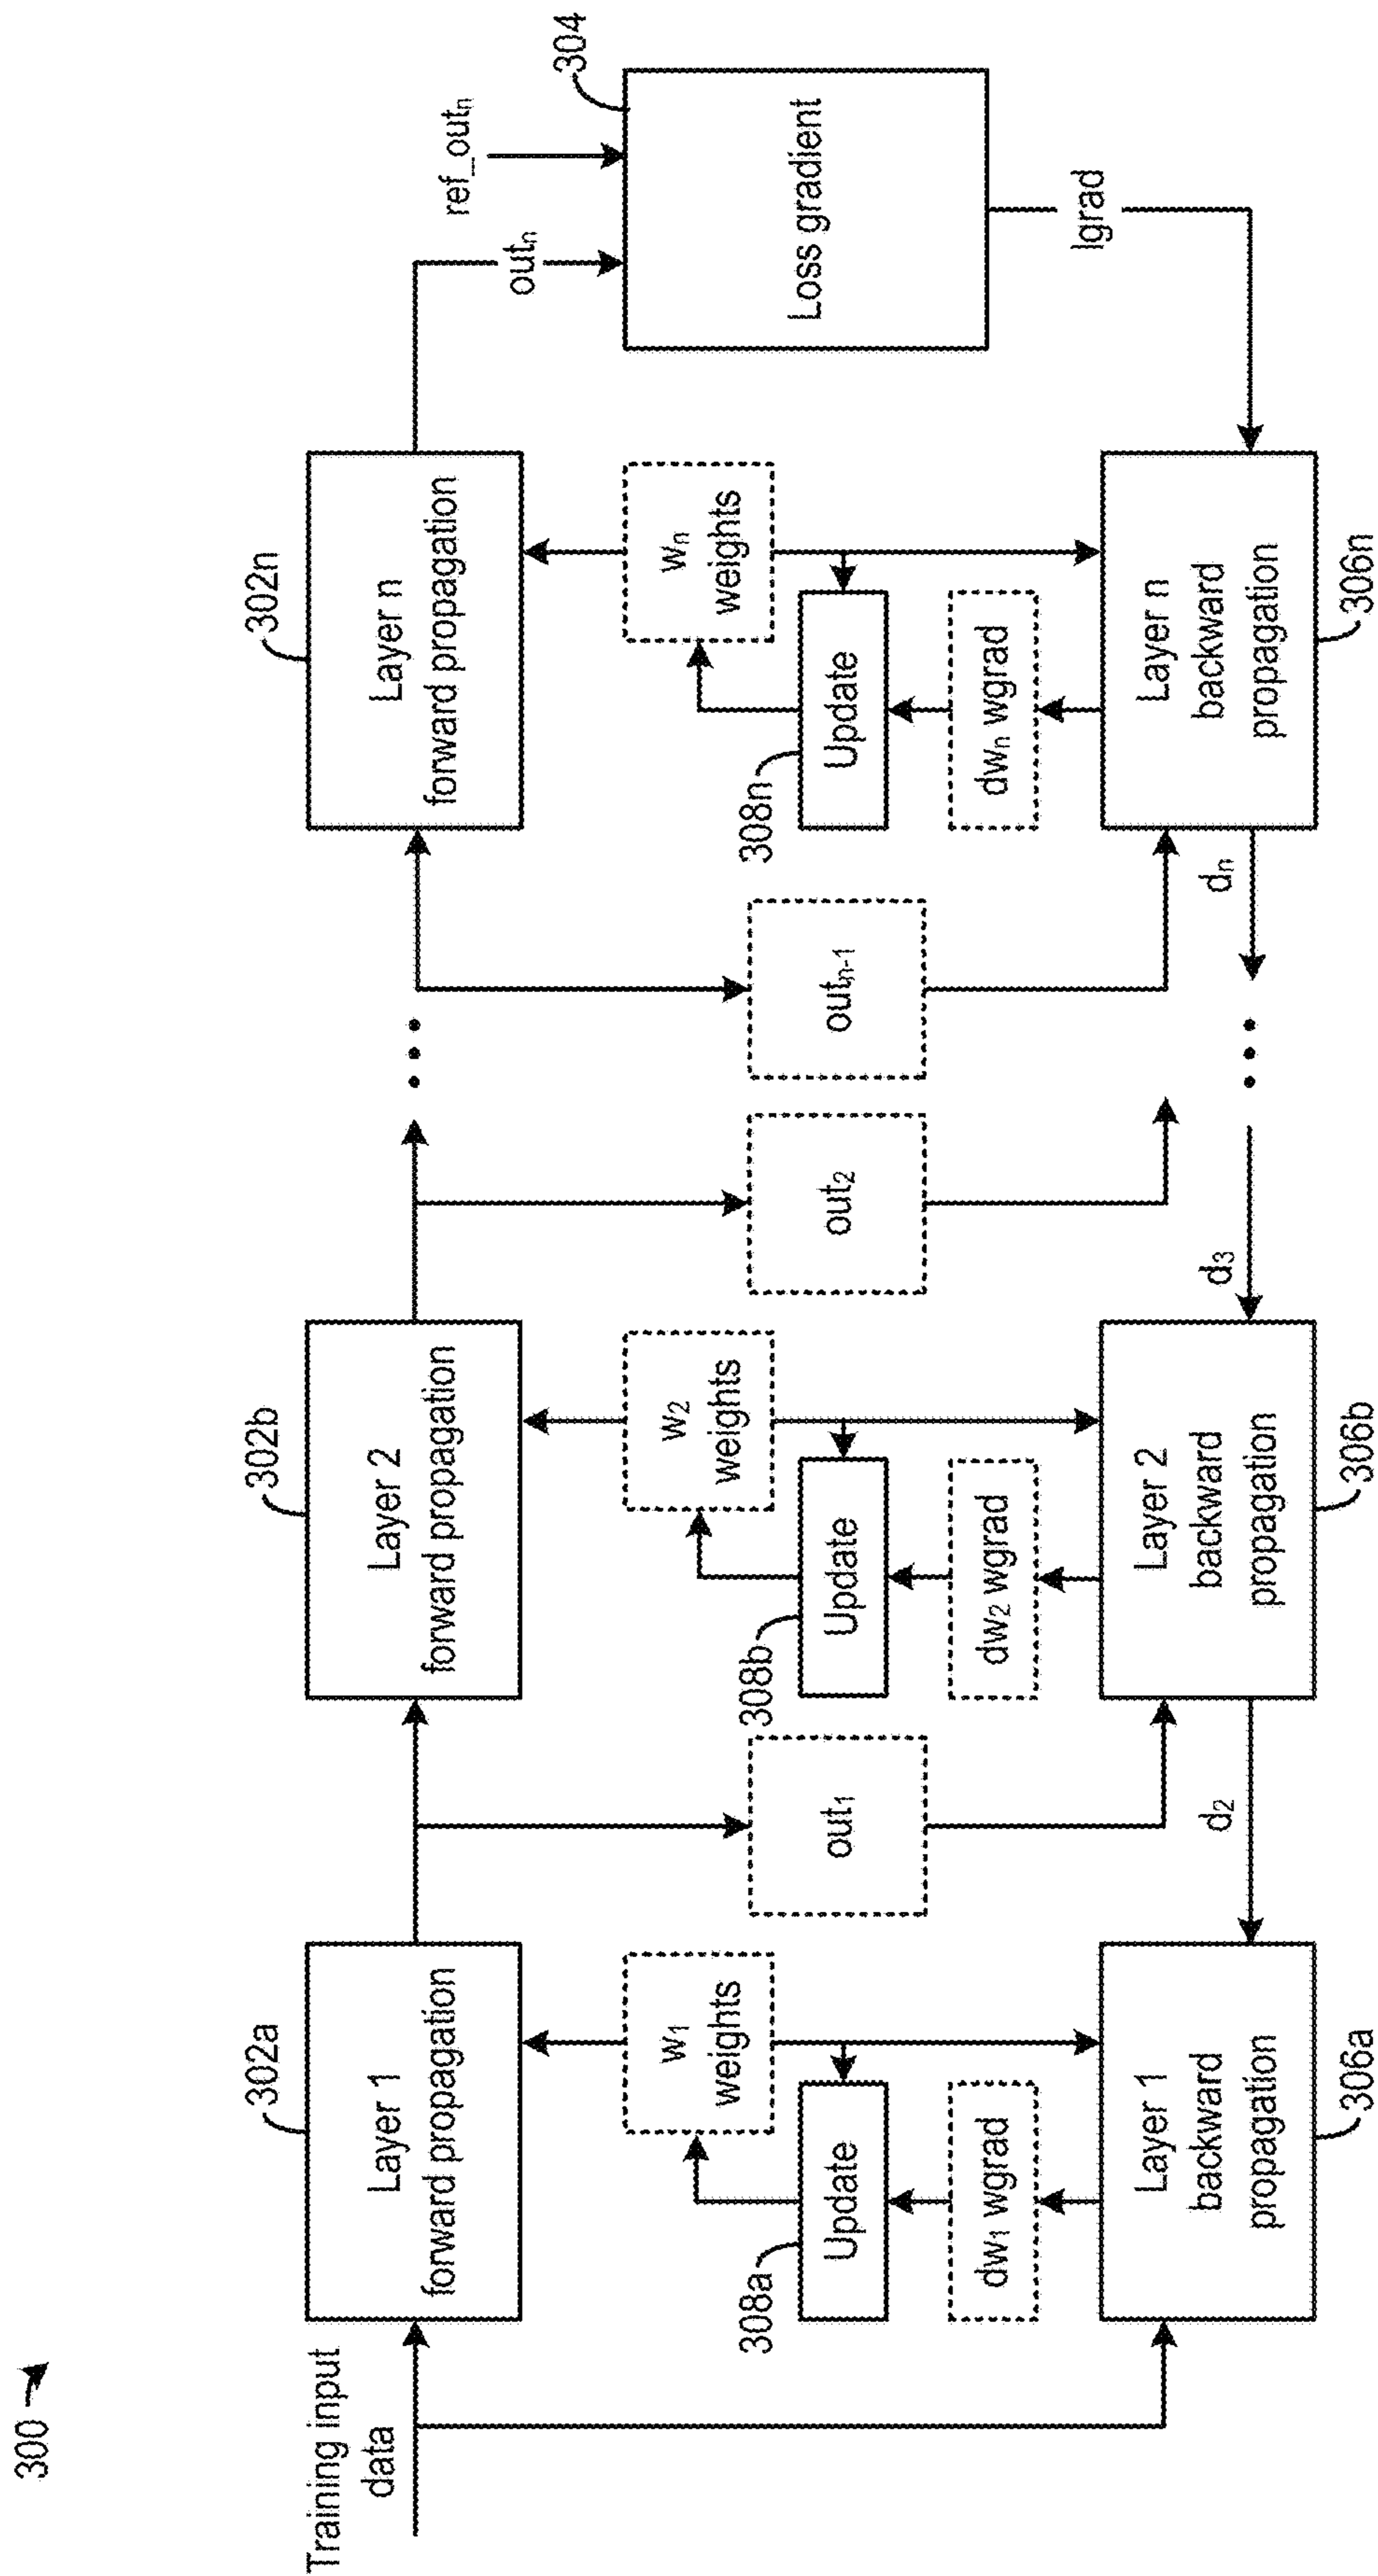 300
Training input
data
302a
Layer 1
forward propagation
302b
Layer 2
forward propagation
302n
Layer n
forward propagation
outₙ
ref_outₙ
304
Loss gradient
lgrad
w₁
weights
308a
Update
dw₁ wgrad
Layer 1
backward
propagation
306a
out₁
d₂
w₂
weights
308b
Update
dw₂ wgrad
Layer 2
backward
propagation
306b
out₂
d₃
outₙ₋₁
dₙ
wₙ
weights
308n
Update
dwₙ wgrad
Layer n
backward
propagation
306n